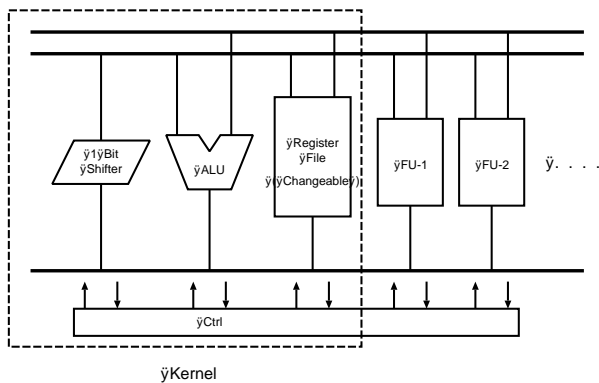 ÿ1ÿBit
ÿShifter
ÿALU
ÿRegister
ÿFile
ÿ(ÿChangeableÿ)
ÿFU-1
ÿFU-2
ÿ. . . .
ÿCtrl
ÿKernel